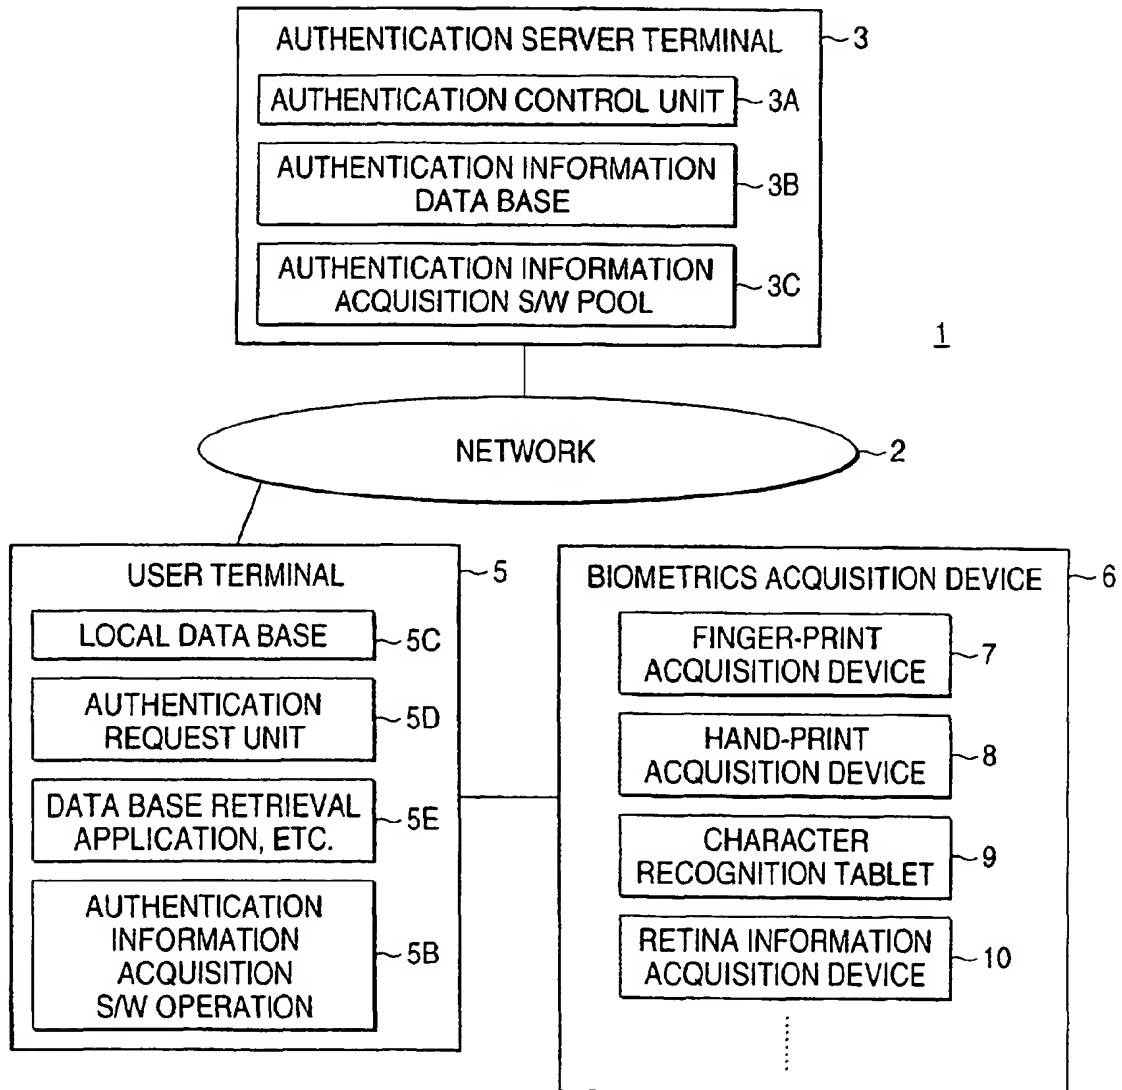 AUTHENTICATION SERVER TERMINAL
3
AUTHENTICATION CONTROL UNIT
3A
AUTHENTICATION INFORMATION
DATA BASE
3B
AUTHENTICATION INFORMATION
ACQUISITION S/W POOL
3C
1
NETWORK
2
USER TERMINAL
5
LOCAL DATA BASE
5C
AUTHENTICATION
REQUEST UNIT
5D
DATA BASE RETRIEVAL
APPLICATION, ETC.
5E
AUTHENTICATION
INFORMATION
ACQUISITION
S/W OPERATION
5B
BIOMETRICS ACQUISITION DEVICE
6
FINGER-PRINT
ACQUISITION DEVICE
7
HAND-PRINT
ACQUISITION DEVICE
8
CHARACTER
RECOGNITION TABLET
9
RETINA INFORMATION
ACQUISITION DEVICE
10